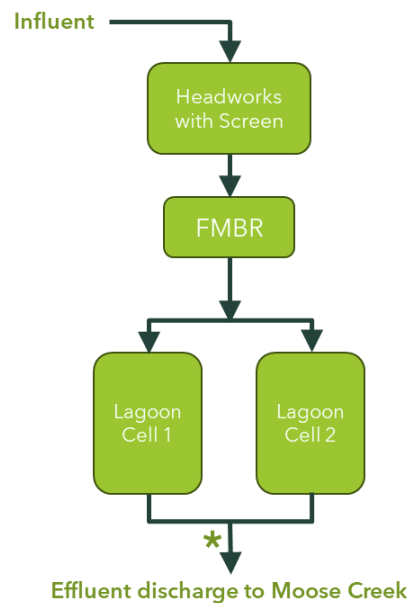 Influent
Headworks
with Screen
FMBR
Lagoon
Cell 1
Lagoon
Cell 2
*
Effluent discharge to Moose Creek